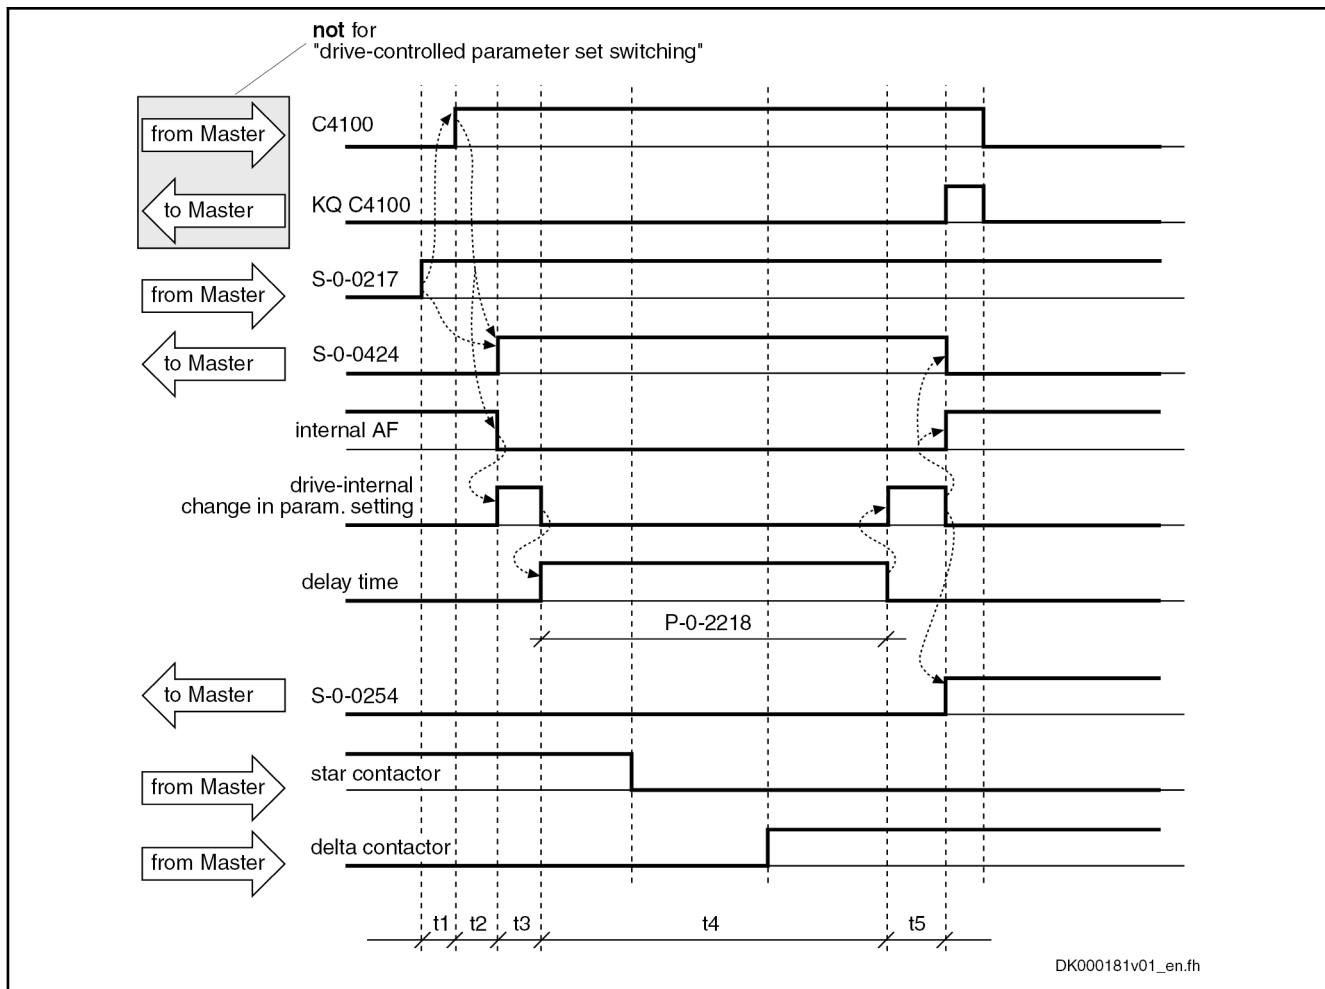 not for
"drive-controlled parameter set switching"
from Master
C4100
to Master
KQ C4100
from Master
S-0-0217
to Master
S-0-0424
internal AF
drive-internal
change in param. setting
delay time
P-0-2218
to Master
S-0-0254
from Master
star contactor
from Master
delta contactor
t1 t2 t3 t4 t5
DK000181v01_en.fh